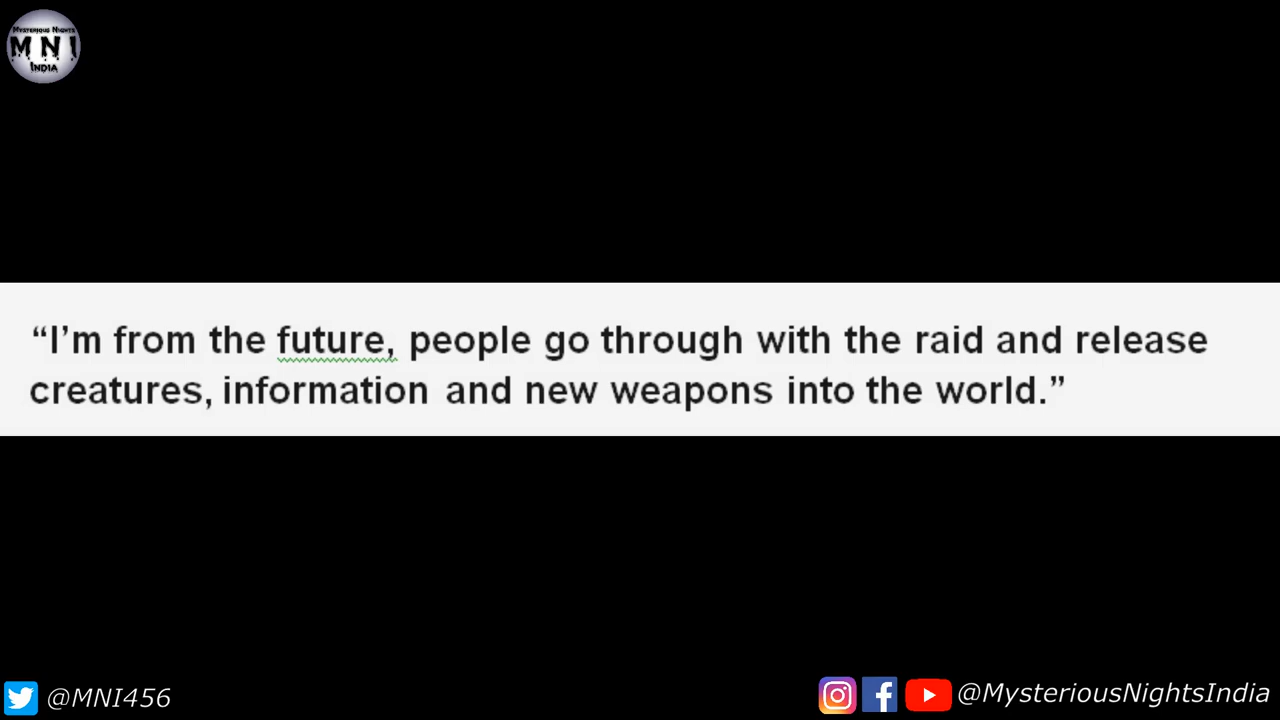 Mysterious Nights
MNI
India
“I’m from the future, people go through with the raid and release
creatures, information and new weapons into the world.”
@MNI456
@MysteriousNightsIndia